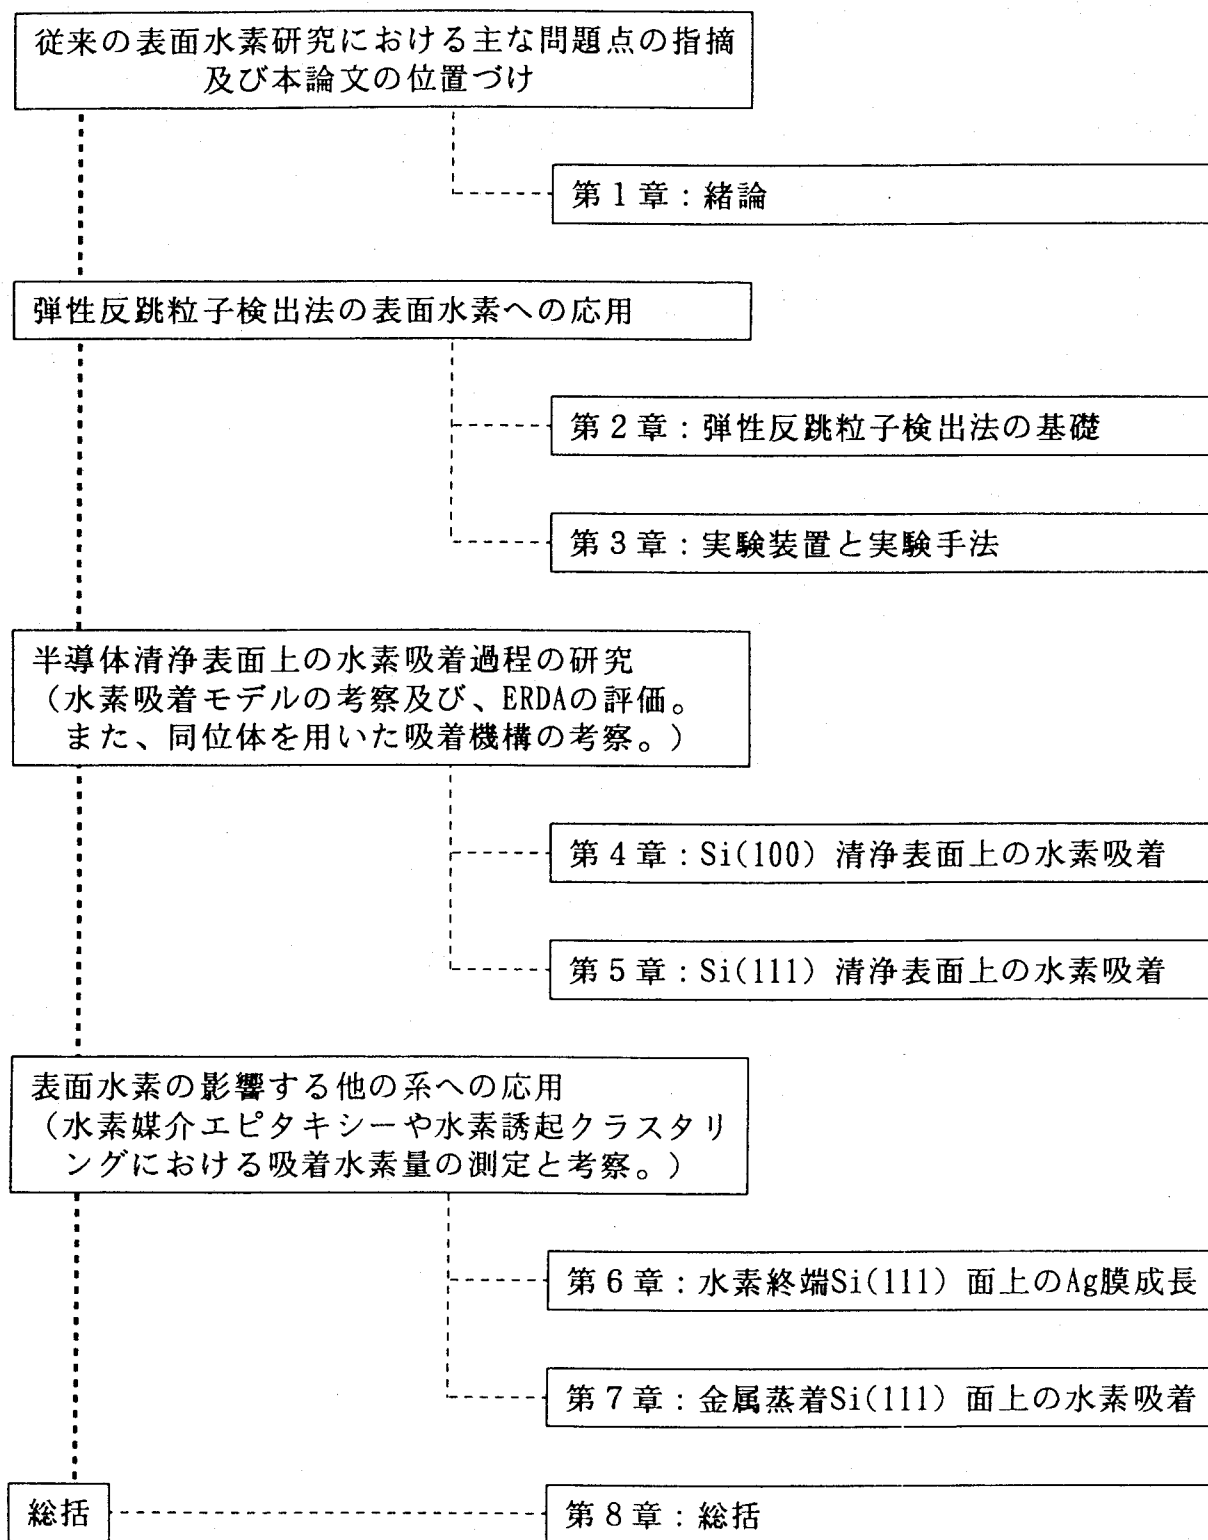 従来の表面水素研究における主な問題点の指摘
及び本論文の位置づけ
第1章：緒論
弾性反跳粒子検出法の表面水素への応用
第2章：弾性反跳粒子検出法の基礎
第3章：実験装置と実験手法
半導体清浄表面上の水素吸着過程の研究
（水素吸着モデルの考察及び、ERDAの評価。
また、同位体を用いた吸着機構の考察。）
第4章：Si(100) 清浄表面上の水素吸着
第5章：Si(111) 清浄表面上の水素吸着
表面水素の影響する他の系への応用
（水素媒介エピタキシーや水素誘起クラスタリ
ングにおける吸着水素量の測定と考察。）
第6章：水素終端Si(111) 面上のAg膜成長
第7章：金属蒸着Si(111) 面上の水素吸着
総括
第8章：総括